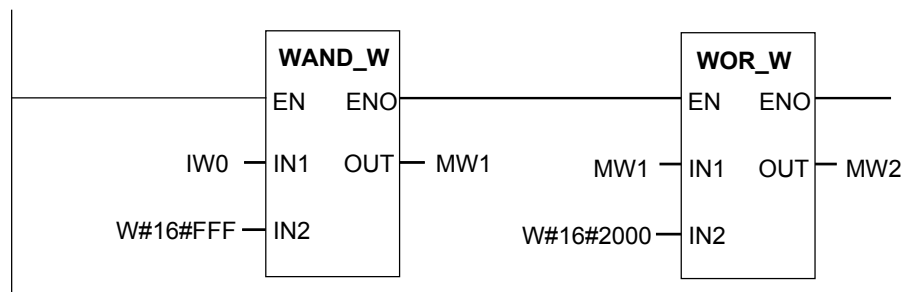 WAND_W WOR_W
EN ENO EN ENO
IW0 IN1 OUT MW1 MW1 IN1 OUT MW2
W#16#FFF IN2 W#16#2000 IN2